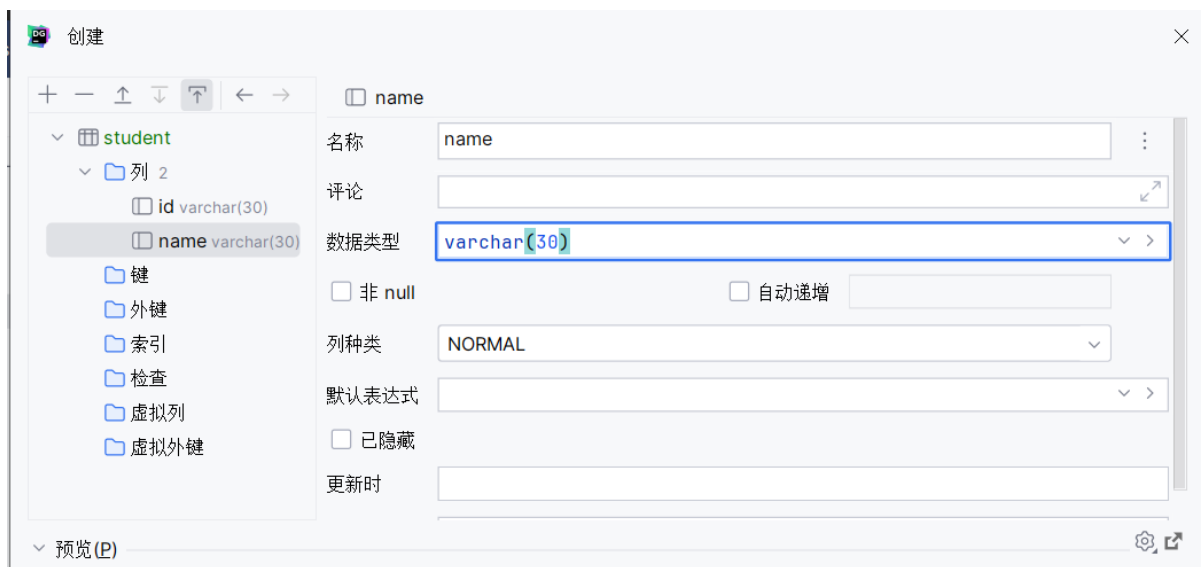 DG 创建
name
student
名称 name
列 2
评论
id varchar(30)
name varchar(30)
数据类型 varchar(30)
键
非 null 自动递增
外键
索引
列种类 NORMAL
检查
默认表达式
虚拟列
已隐藏
虚拟外键
更新时
预览(P)